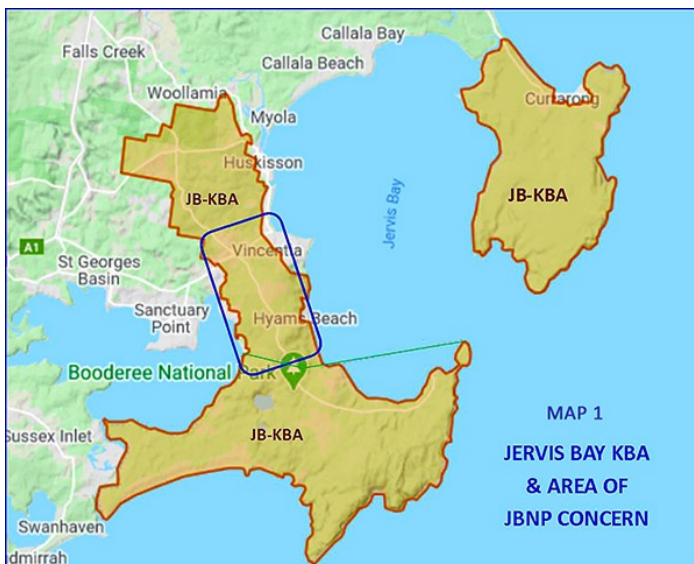 Callala Bay
Falls Creek
Callala Beach
Woollamia
Currarong
Myola
Huskisson
JB-KBA
JB-KBA
Jervis Bay
Vincentia
A1
St Georges
Basin
Sanctuary
Point
Hyams Beach
Booderee National Park
MAP 1
JB-KBA
Sussex Inlet
JERVIS BAY KBA
& AREA OF
JBNP CONCERN
Swanhaven
dmirrah